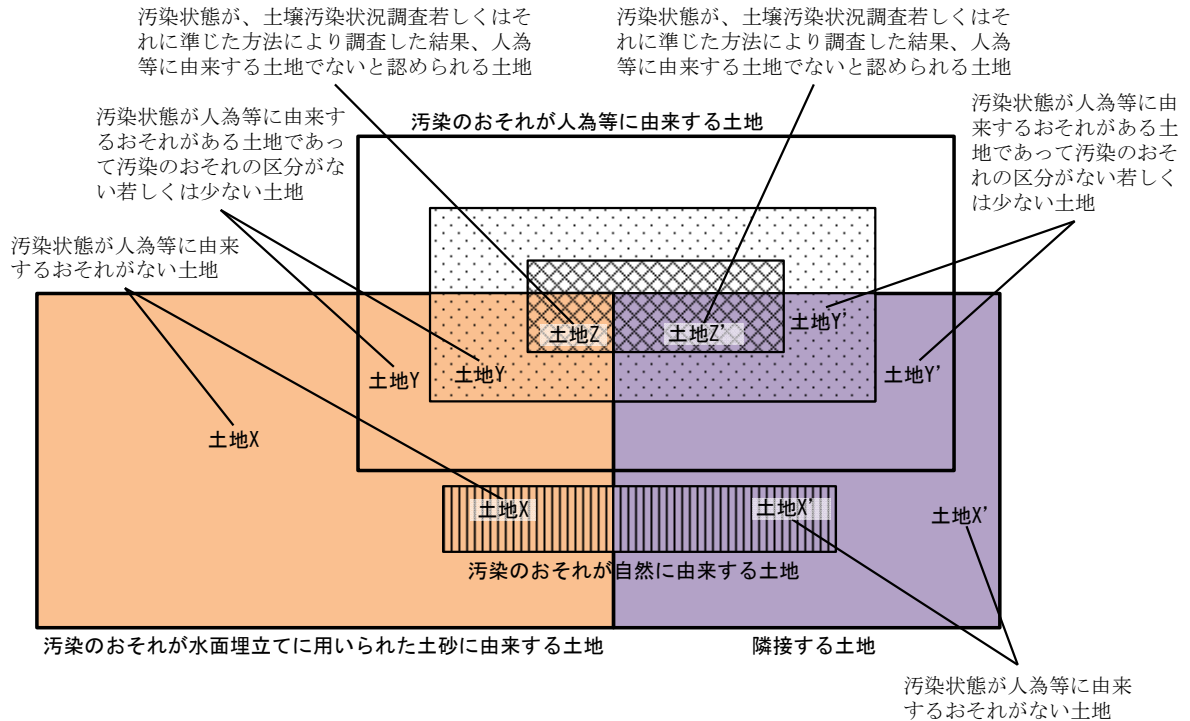 汚染状態が、土壌汚染状況調査若しくはそ
れに準じた方法により調査した結果、人為
等に由来する土地でないと認められる土地
汚染状態が、土壌汚染状況調査若しくはそ
れに準じた方法により調査した結果、人為
等に由来する土地でないと認められる土地
汚染状態が人為等に由来す
るおそれがある土地であっ
て汚染のおそれの区分がな
い若しくは少ない土地
汚染のおそれが人為等に由来する土地
汚染状態が人為等に由
来するおそれがある土
地であって汚染のおそ
れの区分がない若しく
は少ない土地
汚染状態が人為等に由来
するおそれがない土地
土地Z
土地Z'
土地Y'
土地Y
土地Y
土地Y'
土地X
土地X
土地X'
土地X'
汚染のおそれが自然に由来する土地
汚染のおそれが水面埋立てに用いられた土砂に由来する土地
隣接する土地
汚染状態が人為等に由来
するおそれがない土地